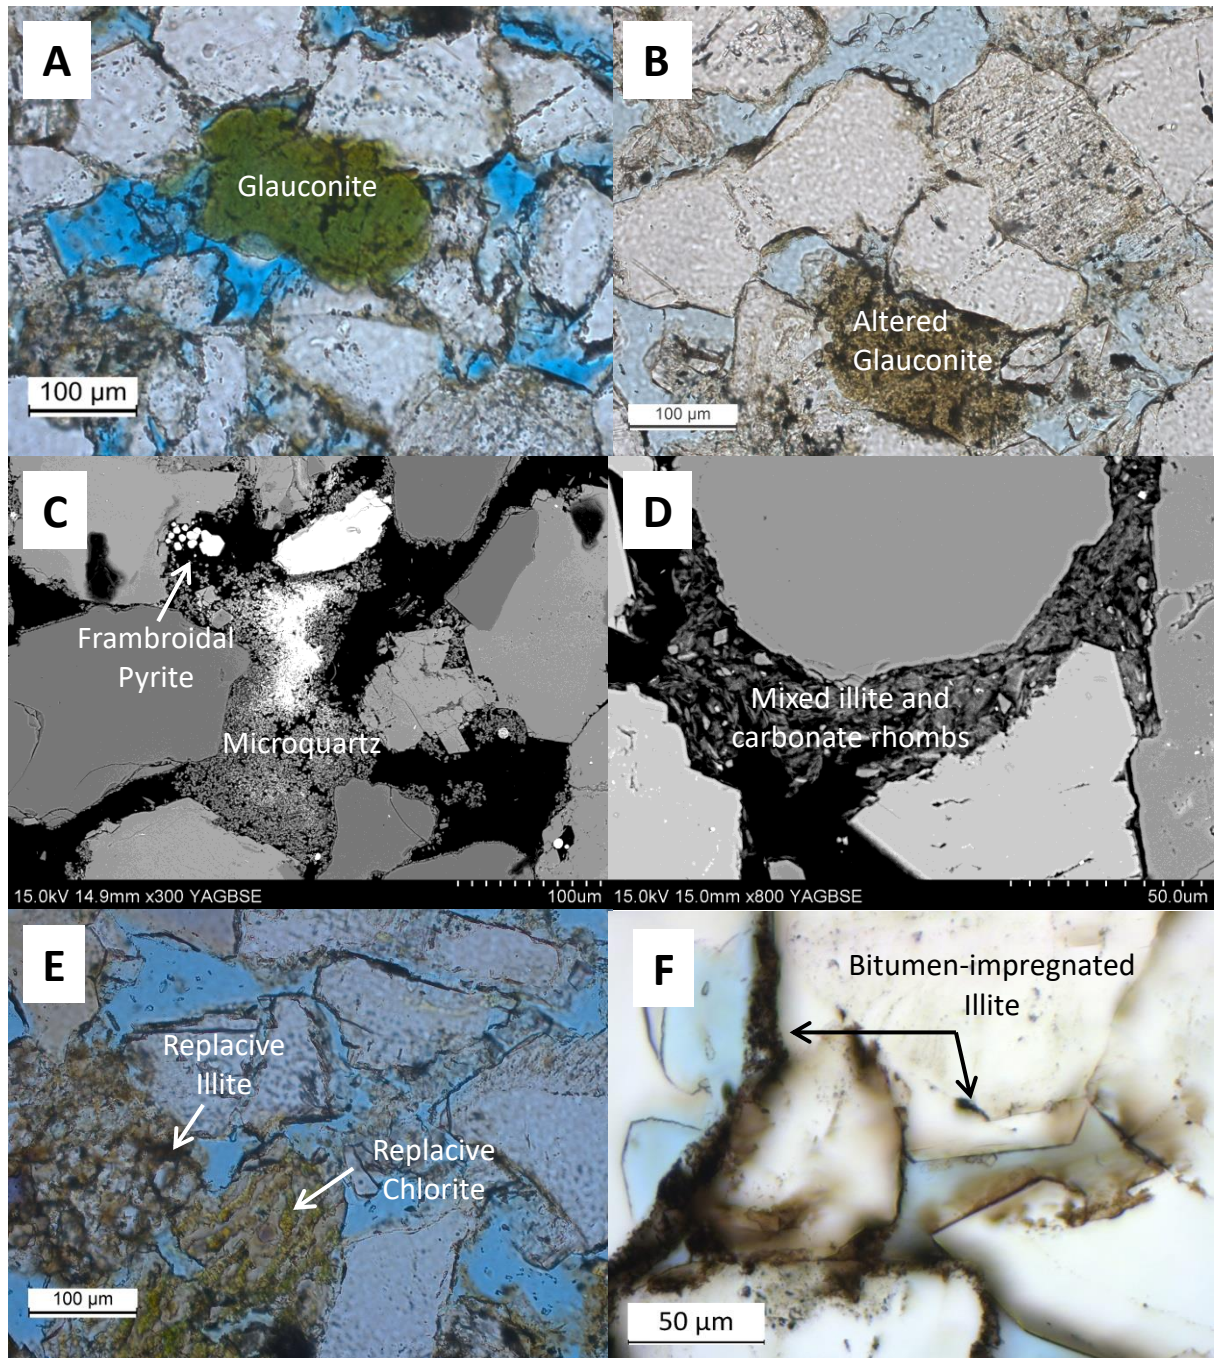 A
Glauconite
100 µm
B
Altered
Glauconite
100 µm
C
Frambroidal
Pyrite
Microquartz
15.0kV 14.9mm x300 YAGBSE
100um
D
Mixed illite and
carbonate rhombs
15.0kV 15.0mm x800 YAGBSE
50.0um
E
Replacive
Illite
Replacive
Chlorite
100 µm
F
Bitumen-impregnated
Illite
50 µm